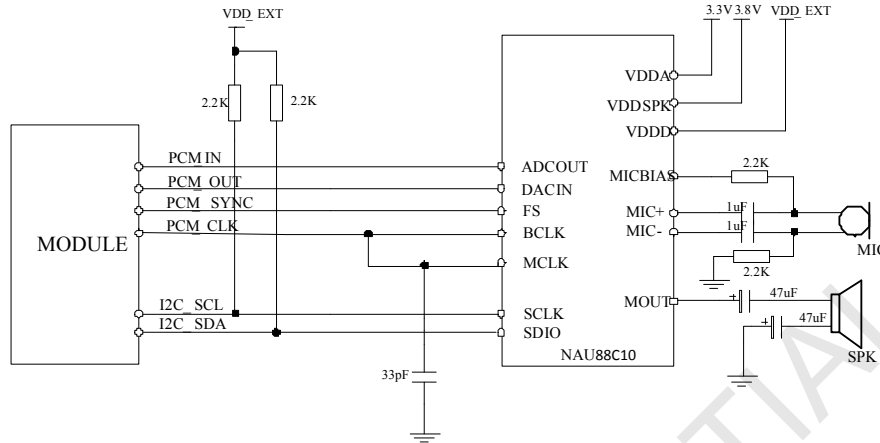 VDD_EXT
3.3V 3.8V VDD_EXT
2.2K 2.2K
MODULE
PCM IN
PCM_OUT
PCM_SYNC
PCM_CLK
I2C_SCL
I2C_SDA
33pF
ADCOUT
DACIN
FS
BCLK
MCLK
SCLK
SDIO
VDDA
VDDSPK
VDDD
MICBIAS
MIC+
MIC-
MOUT
NAU88C10
2.2K
1uF
1uF
2.2K
MIC
47uF
47uF
SPK
TIAL